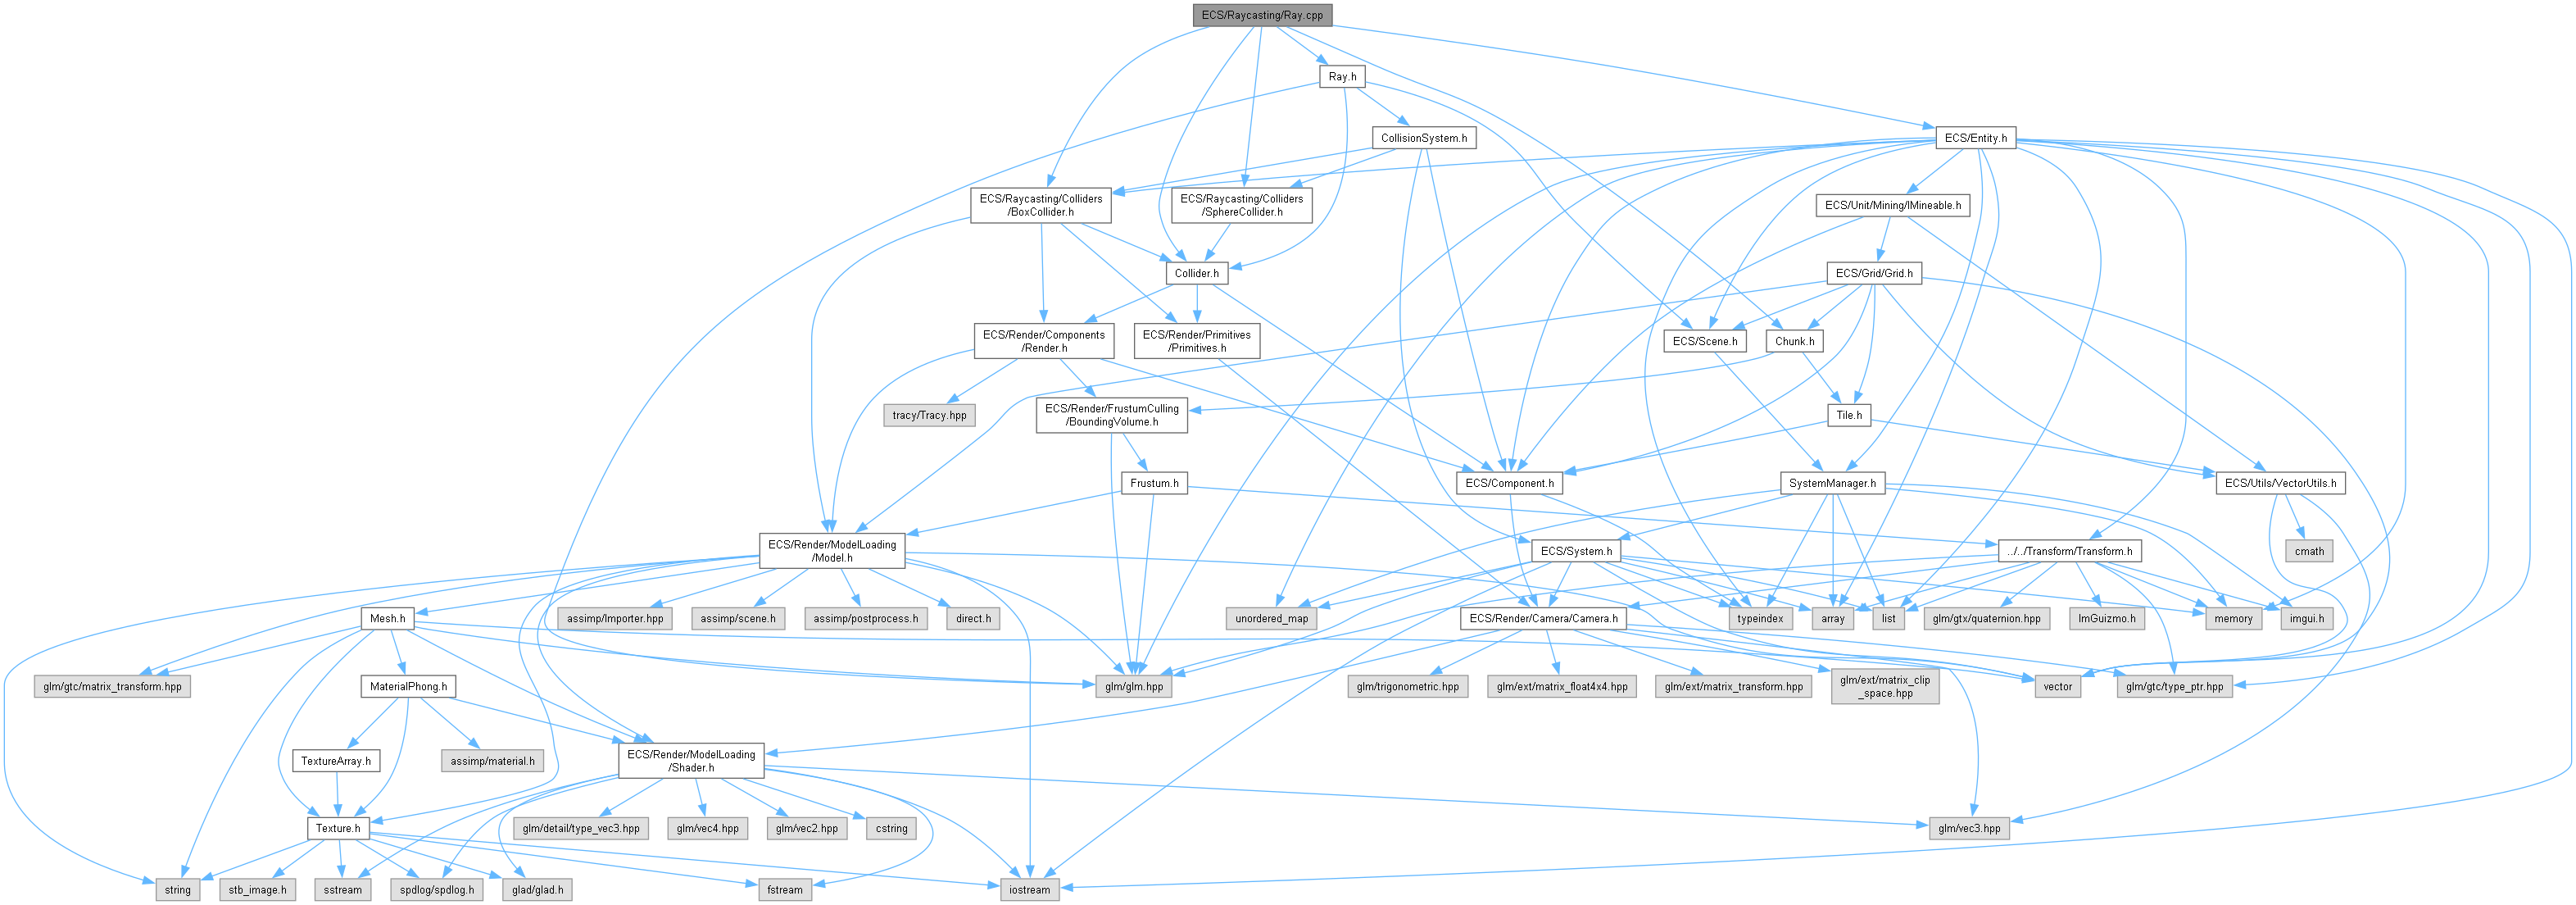 ECS/Raycasting/Ray.cpp
Ray.h
CollisionSystem.h
ECS/Entity.h
ECS/Raycasting/Colliders
/BoxCollider.h
ECS/Raycasting/Colliders
/SphereCollider.h
ECS/Unit/Mining/IMineable.h
Collider.h
ECS/Grid/Grid.h
ECS/Render/Components
/Render.h
ECS/Render/Primitives
/Primitives.h
ECS/Scene.h
Chunk.h
tracy/Tracy.hpp
ECS/Render/FrustumCulling
/BoundingVolume.h
Tile.h
Frustum.h
ECS/Component.h
SystemManager.h
ECS/Utils/VectorUtils.h
ECS/Render/ModelLoading
/Model.h
ECS/System.h
../../Transform/Transform.h
cmath
Mesh.h
assimp/Importer.hpp
assimp/scene.h
assimp/postprocess.h
direct.h
unordered_map
ECS/Render/Camera/Camera.h
typeindex
array
list
glm/gtx/quaternion.hpp
ImGuizmo.h
memory
imgui.h
glm/gtc/matrix_transform.hpp
MaterialPhong.h
glm/glm.hpp
glm/trigonometric.hpp
glm/ext/matrix_float4x4.hpp
glm/ext/matrix_transform.hpp
glm/ext/matrix_clip
_space.hpp
vector
glm/gtc/type_ptr.hpp
TextureArray.h
assimp/material.h
ECS/Render/ModelLoading
/Shader.h
Texture.h
glm/detail/type_vec3.hpp
glm/vec4.hpp
glm/vec2.hpp
cstring
glm/vec3.hpp
string
stb_image.h
sstream
spdlog/spdlog.h
glad/glad.h
fstream
iostream